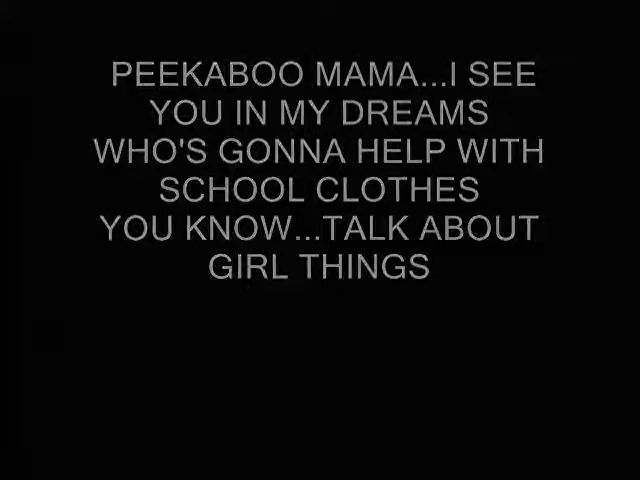 PEEKABOO MAMA...I SEE
YOU IN MY DREAMS
WHO'S GONNA HELP WITH
SCHOOL CLOTHES
YOU KNOW...TALK ABOUT
GIRL THINGS